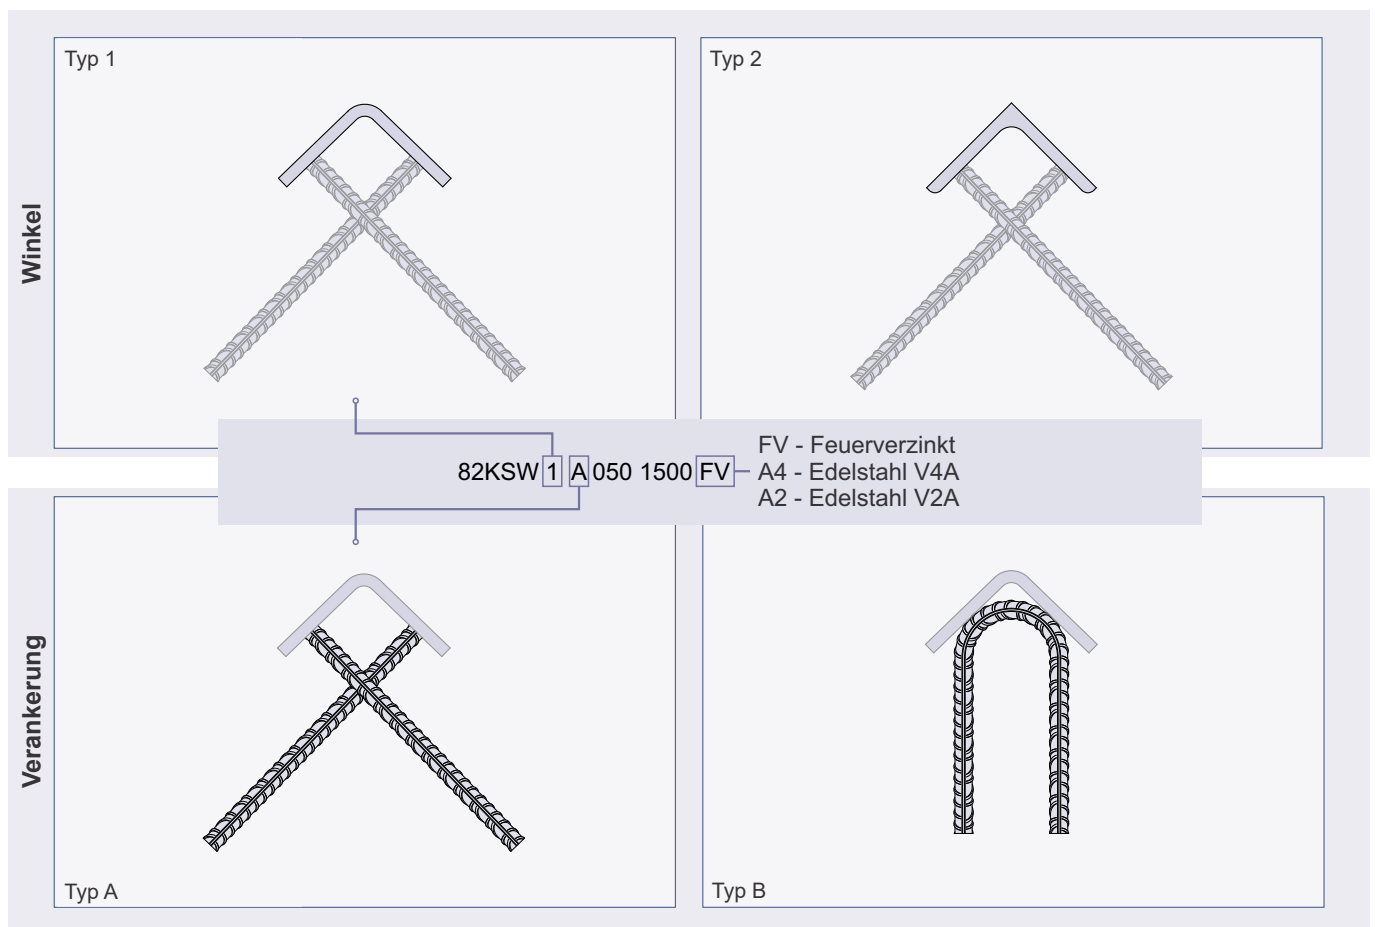 Typ 1
Typ 2
Winkel
82KSW 1 A 050 1500 FV
FV - Feuerverzinkt
A4 - Edelstahl V4A
A2 - Edelstahl V2A
Verankerung
Typ A
Typ B